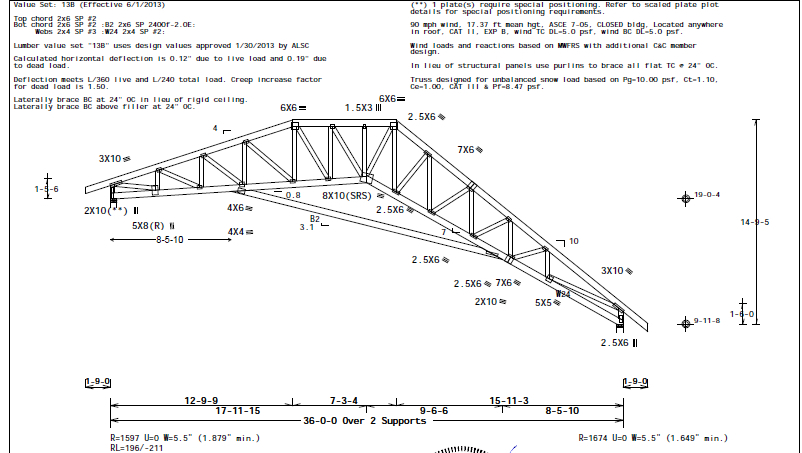 Value Set: 13B (Effective 6/1/2013)
Top chord 2x6 SP #2
Bot chord 2x6 SP #2 :B2 2x6 SP 2400f-2.0E:
Webs 2x4 SP #3 :W24 2x4 SP #2:
Lumber value set "13B" uses design values approved 1/30/2013 by ALSC
Calculated horizontal deflection is 0.12" due to live load and 0.19" due
to dead load.
Deflection meets L/360 live and L/240 total load. Creep increase factor
for dead load is 1.50.
Laterally brace BC at 24" OC in lieu of rigid ceiling.
Laterally brace BC above filler at 24" OC.
(**) 1 plate(s) require special positioning. Refer to scaled plate plot
details for special positioning requirements.
90 mph wind, 17.37 ft mean hgt, ASCE 7-05, CLOSED bldg, Located anywhere
in roof, CAT II, EXP B, wind TC DL=5.0 psf, wind BC DL=5.0 psf.
Wind loads and reactions based on MWFRS with additional C&C member
design.
In lieu of structural panels use purlins to brace all flat TC @ 24" OC.
Truss designed for unbalanced snow load based on Pg=10.00 psf, Ct=1.10,
Ce=1.00, CAT III & Pf=8.47 psf.
6X6
1.5X3
6X6
2.5X6
4
7X6
3X10
1-5-6
0.8
8X10(SRS)
19-0-4
2X10(**)
4X6
2.5X6
14-9-5
5X8(R)
B2
3.1
4X4
7
10
8-5-10
2.5X6
3X10
2.5X6
7X6
W24
2X10
5X5
1-6-0
9-11-8
2.5X6
1-9-0
1-9-0
12-9-9
7-3-4
15-11-3
17-11-15
9-6-6
8-5-10
36-0-0 Over 2 Supports
R=1597 U=0 W=5.5" (1.879" min.)
R=1674 U=0 W=5.5" (1.649" min.)
RL=196/-211